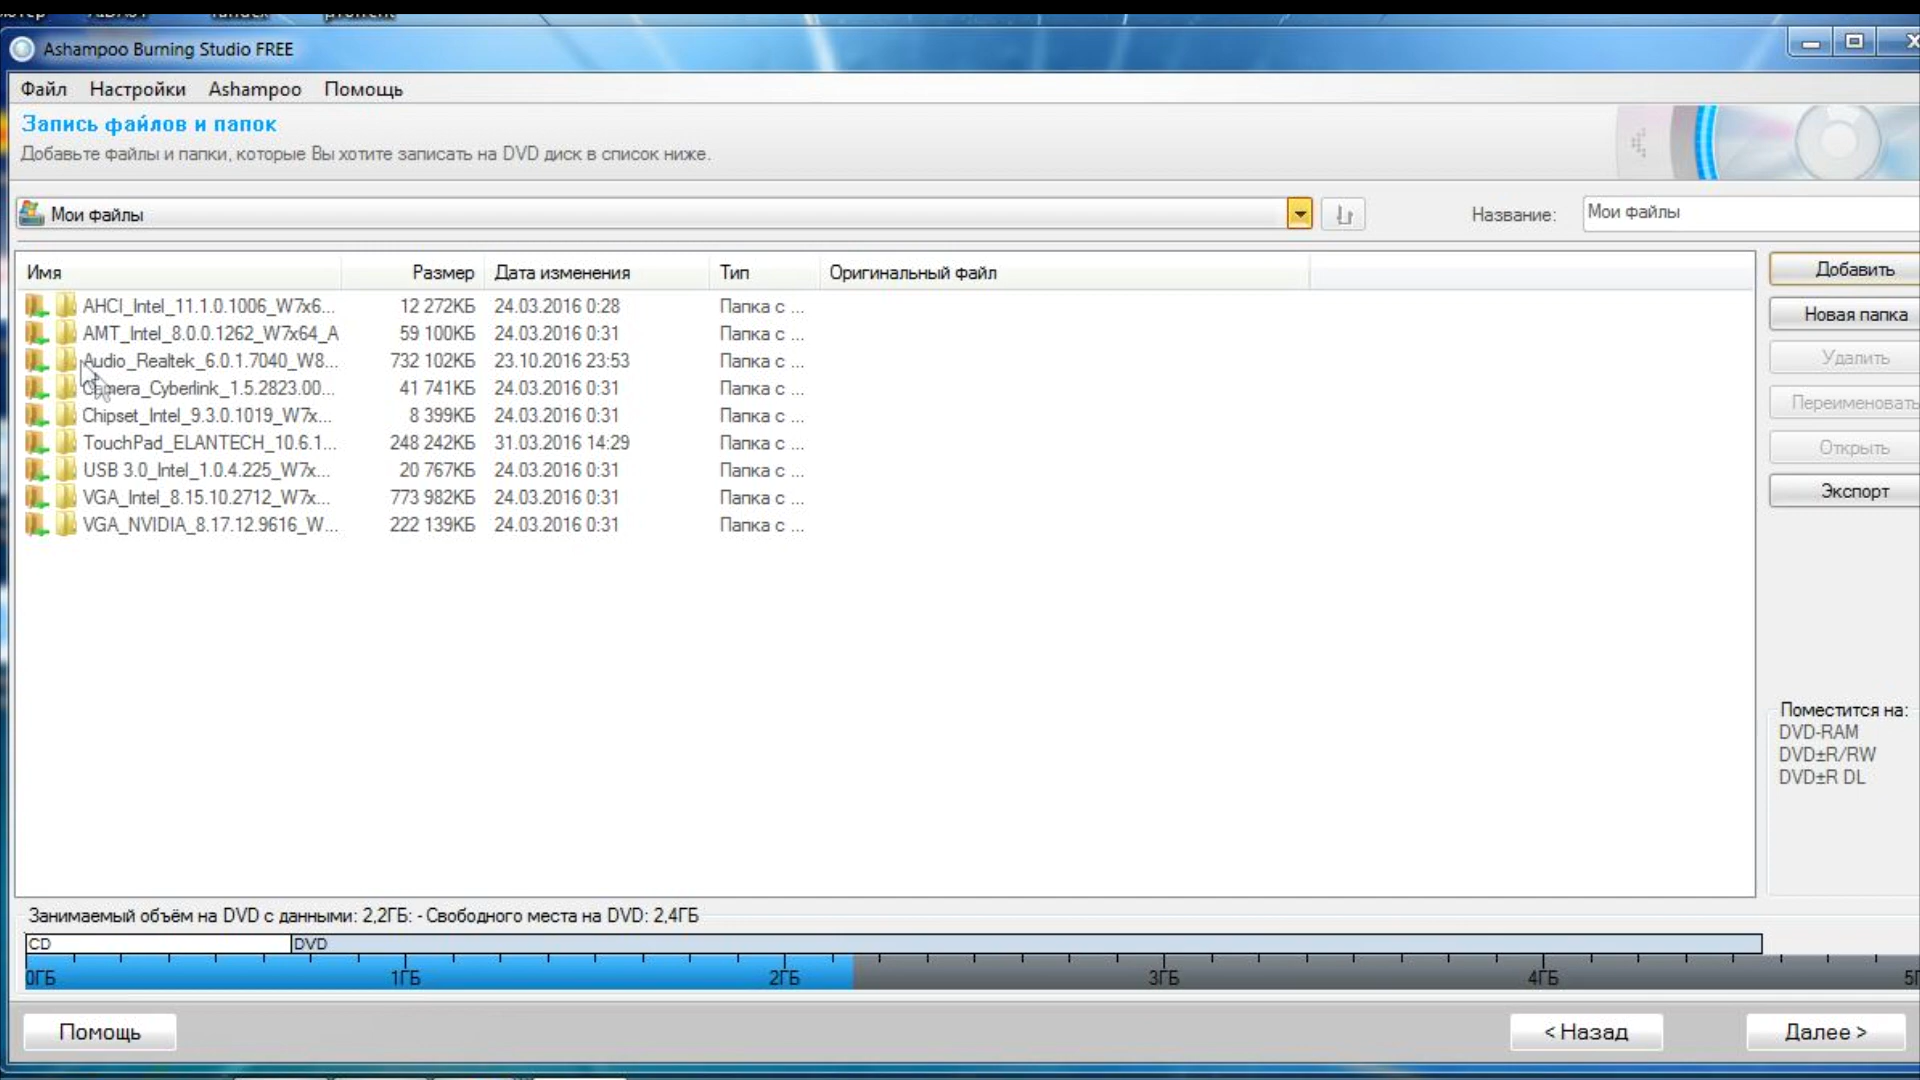 Ashampoo Burning Studio FREE
Файл Настройки Ashampoo Помощь
Запись файлов и папок
Добавьте файлы и папки, которые Вы хотите записать на DVD диск в список ниже.
Мои файлы
Название: Мои файлы
Имя Размер Дата изменения Тип Оригинальный файл
AHCI_Intel_11.1.0.1006_W7x6... 12 272КБ 24.03.2016 0:28 Папка с ...
AMT_Intel_8.0.0.1262_W7x64_A 59 100КБ 24.03.2016 0:31 Папка с ...
Audio_Realtek_6.0.1.7040_W8... 732 102КБ 23.10.2016 23:53 Папка с ...
Camera_Cyberlink_1.5.2823.00... 41 741КБ 24.03.2016 0:31 Папка с ...
Chipset_Intel_9.3.0.1019_W7x... 8 399КБ 24.03.2016 0:31 Папка с ...
TouchPad_ELANTECH_10.6.1... 248 242КБ 31.03.2016 14:29 Папка с ...
USB 3.0_Intel_1.0.4.225_W7x... 20 767КБ 24.03.2016 0:31 Папка с ...
VGA_Intel_8.15.10.2712_W7x... 773 982КБ 24.03.2016 0:31 Папка с ...
VGA_NVIDIA_8.17.12.9616_W... 222 139КБ 24.03.2016 0:31 Папка с ...
Добавить
Новая папка
Удалить
Переименовать
Открыть
Экспорт
Поместится на:
DVD-RAM
DVD±R/RW
DVD±R DL
Занимаемый объём на DVD с данными: 2,2ГБ: - Свободного места на DVD: 2,4ГБ
CD DVD
0ГБ 1ГБ 2ГБ 3ГБ 4ГБ
Помощь < Назад Далее >